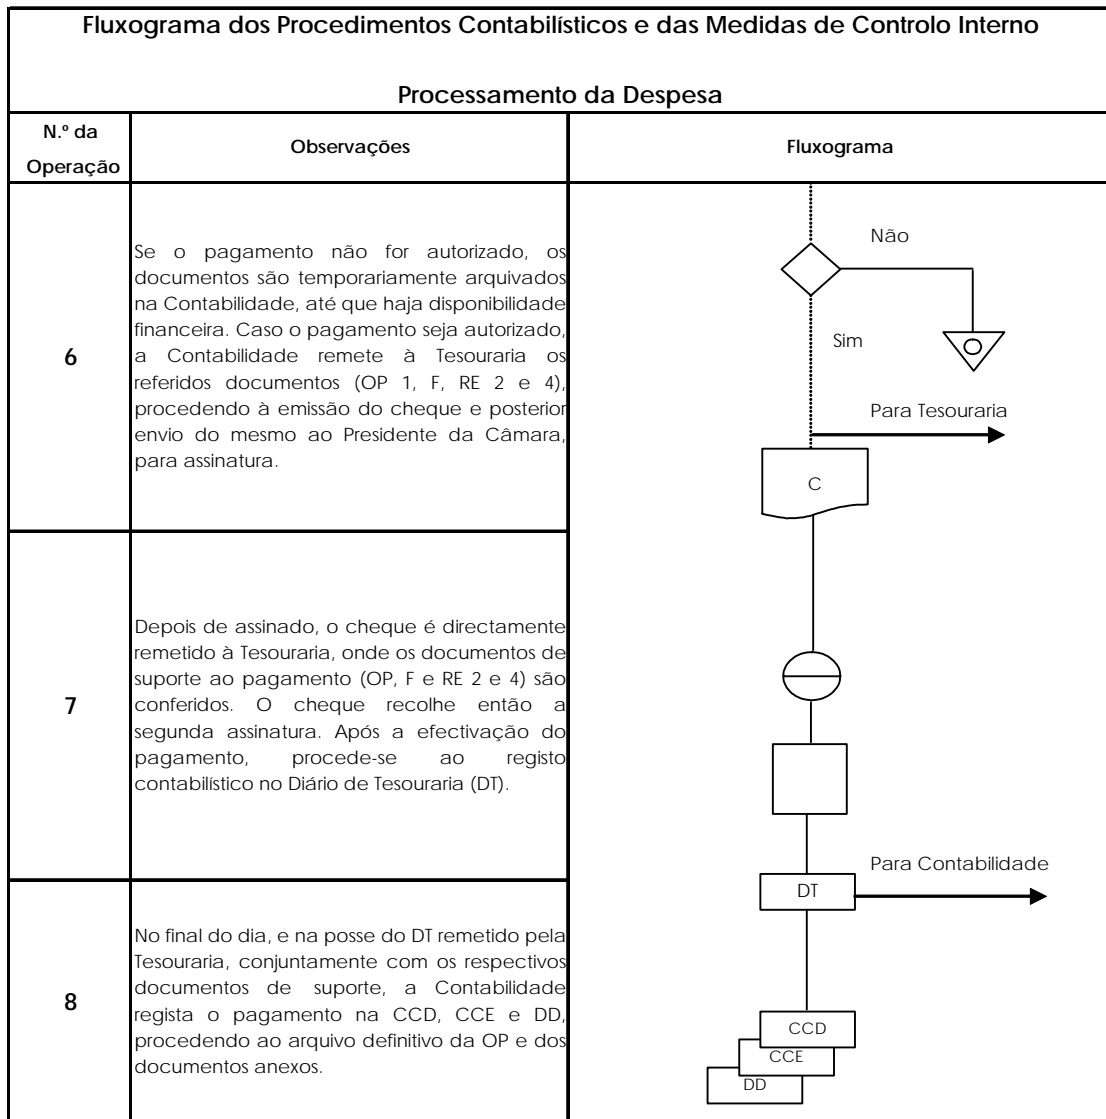 Fluxograma dos Procedimentos Contabilísticos e das Medidas de Controlo Interno
Processamento da Despesa
N.º da
Operação
Observações
Fluxograma
6
Se o pagamento não for autorizado, os
documentos são temporariamente arquivados
na Contabilidade, até que haja disponibilidade
financeira. Caso o pagamento seja autorizado,
a Contabilidade remete à Tesouraria os
referidos documentos (OP 1, F, RE 2 e 4),
procedendo à emissão do cheque e posterior
envio do mesmo ao Presidente da Câmara,
para assinatura.
Não
Sim
O
Para Tesouraria
C
7
Depois de assinado, o cheque é directamente
remetido à Tesouraria, onde os documentos de
suporte ao pagamento (OP, F e RE 2 e 4) são
conferidos. O cheque recolhe então a
segunda assinatura. Após a efectivação do
pagamento, procede-se ao registo
contabilístico no Diário de Tesouraria (DT).
Para Contabilidade
DT
8
No final do dia, e na posse do DT remetido pela
Tesouraria, conjuntamente com os respectivos
documentos de suporte, a Contabilidade
regista o pagamento na CCD, CCE e DD,
procedendo ao arquivo definitivo da OP e dos
documentos anexos.
CCD
CCE
DD